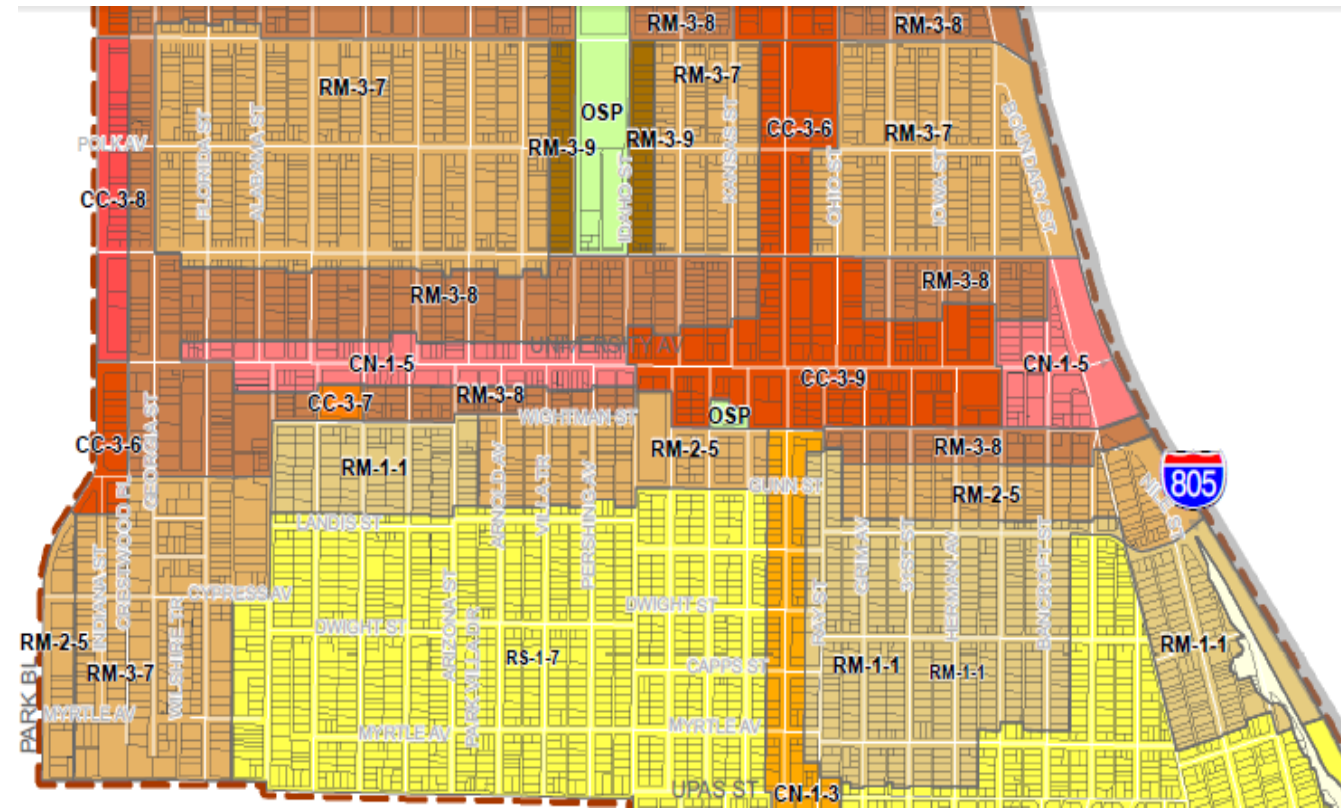 RM-3-8
RM-3-8
RM-3-7
RM-3-7
OSP
CC-3-6
RM-3-7
POLK AV
RM-3-9
RM-3-9
FLORIDA ST
ALABAMA ST
IDAHO ST
KANSAS ST
OHIO ST
IOWA ST
BOUNDARY ST
CC-3-8
RM-3-8
RM-3-8
UNIVERSITY AV
CN-1-5
CN-1-5
CC-3-9
CC-3-7
RM-3-8
WIGHTMAN ST
OSP
CC-3-6
GEORGIA ST
RM-1-1
RM-2-5
RM-3-8
ARNOLD AV
VILLA TR
PERSHING AV
GUNN ST
RM-2-5
805
LANDIS ST
INDIANA ST
CRESTWOOD PL
CYPRESS AV
DWIGHT ST
DWIGHT ST
RAY ST
GRIM AV
31ST ST
HERMAN AV
BANCROFT ST
RM-2-5
RM-3-7
WILSHIRE TR
ARIZONA ST
PARK VILLA DR
RS-1-7
CAPPS ST
RM-1-1
RM-1-1
RM-1-1
PARK BL
MYRTLE AV
MYRTLE AV
MYRTLE AV
UPAS ST
CN-1-3